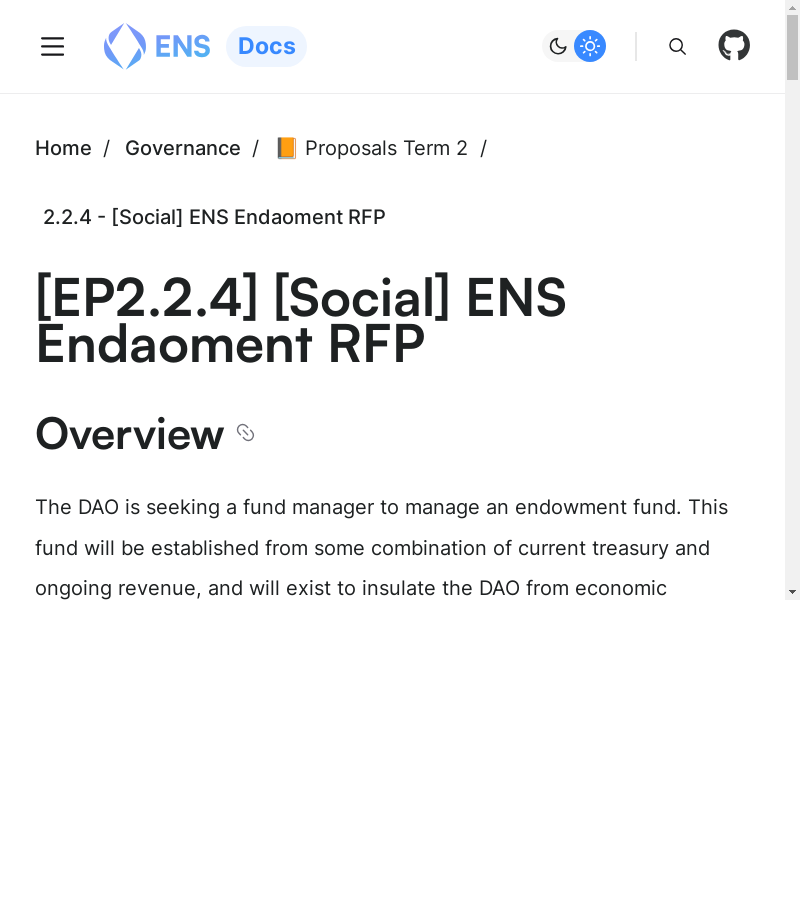 ENS Docs
Home / Governance / 📙 Proposals Term 2 /
2.2.4 - [Social] ENS Endaoment RFP
[EP2.2.4] [Social] ENS
Endaoment RFP
Overview
The DAO is seeking a fund manager to manage an endowment fund. This
fund will be established from some combination of current treasury and
ongoing revenue, and will exist to insulate the DAO from economic